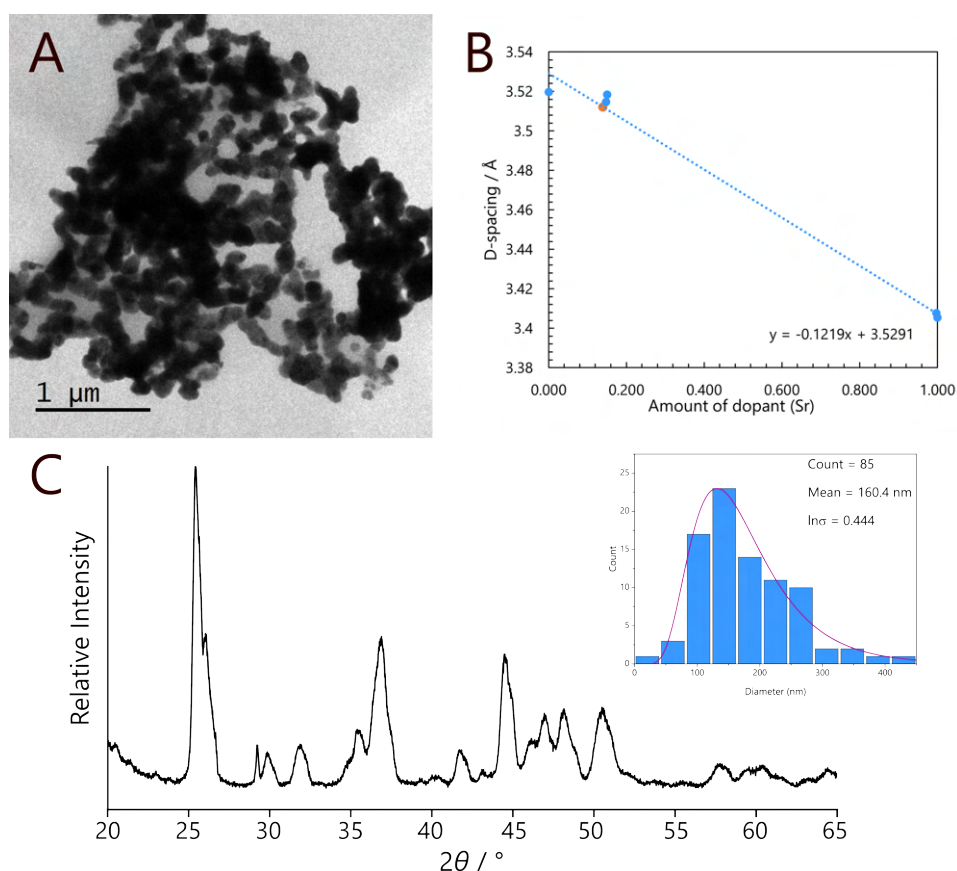 A
1 μm
B
3.54
3.52
3.5
3.48
3.46
3.44
3.42
3.4
3.38
D-spacing / Å
y = -0.1219x + 3.5291
0.000 0.200 0.400 0.600 0.800 1.000
Amount of dopant (Sr)
C
Relative Intensity
20 25 30 35 40 45 50 55 60 65
2θ / °
Count = 85
Mean = 160.4 nm
lnσ = 0.444
25
20
15
10
5
0
Count
0 100 200 300 400
Diameter (nm)